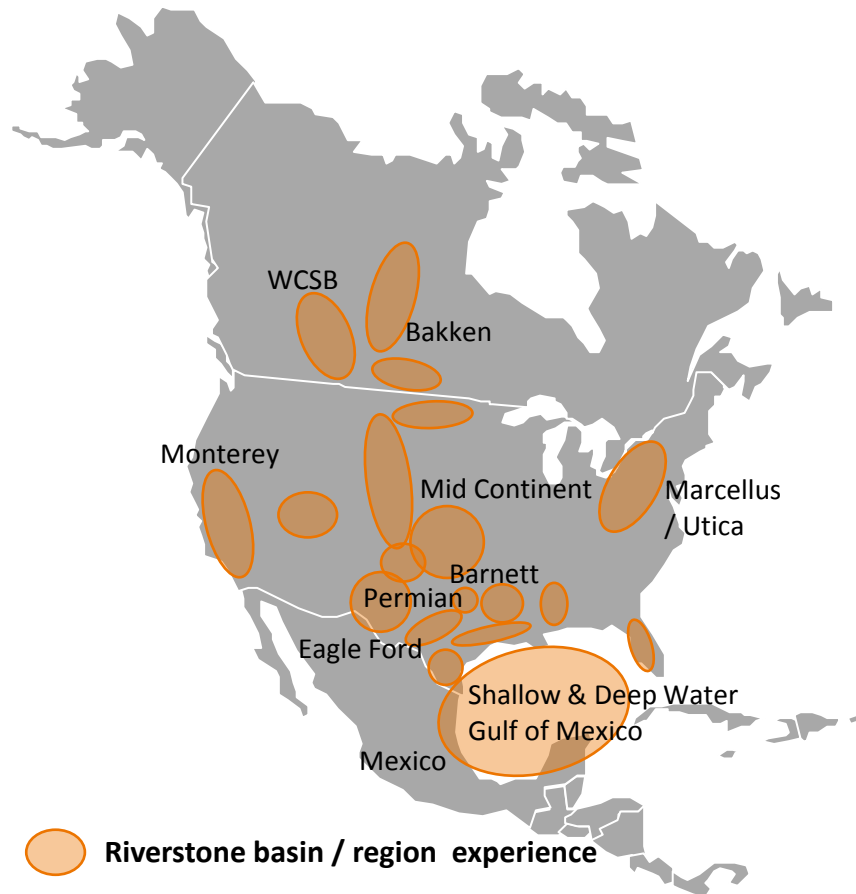 WCSB
Bakken
Monterey
Mid Continent
Marcellus
/ Utica
Barnett
Permian
Eagle Ford
Shallow & Deep Water
Gulf of Mexico
Mexico
Riverstone basin / region experience